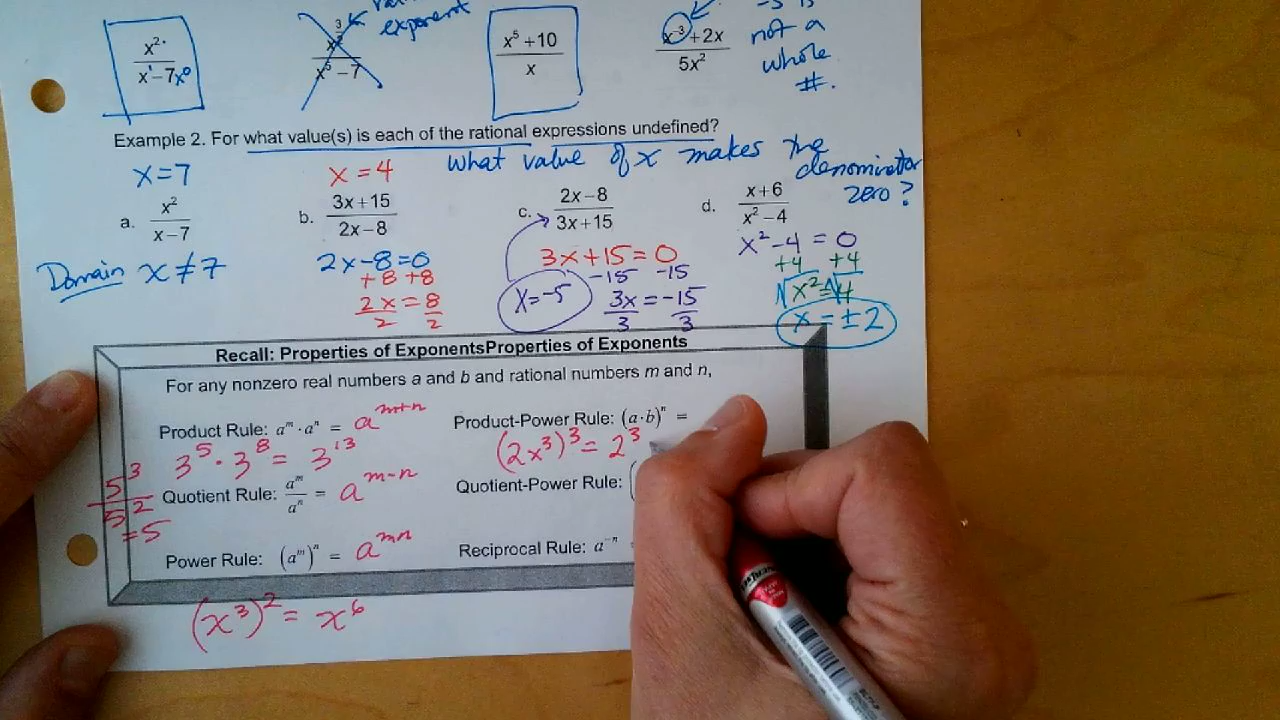 exponent
x² / x¹ - 7x⁰
x³ / x⁵ - 7
x⁵ + 10 / x
x⁻³ + 2x / 5x²
not a
whole
#.
Example 2. For what value(s) is each of the rational expressions undefined?
what value of x makes the
denominator
zero?
x=7
x = 4
a. x² / x - 7
b. 3x + 15 / 2x - 8
c. 2x - 8 / 3x + 15
d. x + 6 / x² - 4
Domain x ≠ 7
2x - 8 = 0
+ 8 + 8
2x = 8
2 2
3x + 15 = 0
- 15 - 15
3x = -15
3 3
x = -5
x² - 4 = 0
+4 +4
√x² = √4
x = ±2
Recall: Properties of ExponentsProperties of Exponents
For any nonzero real numbers a and b and rational numbers m and n,
Product Rule: aᵐ · aⁿ = aᵐ⁺ⁿ
3⁵ · 3⁸ = 3¹³
Product-Power Rule: (a·b)ⁿ =
(2x³)³ = 2³
Quotient Rule: aᵐ / aⁿ = aᵐ⁻ⁿ
5³ / 5²
= 5
Quotient-Power Rule: (
Power Rule: (aᵐ)ⁿ = aᵐⁿ
Reciprocal Rule: a⁻ⁿ
(x³)² = x⁶